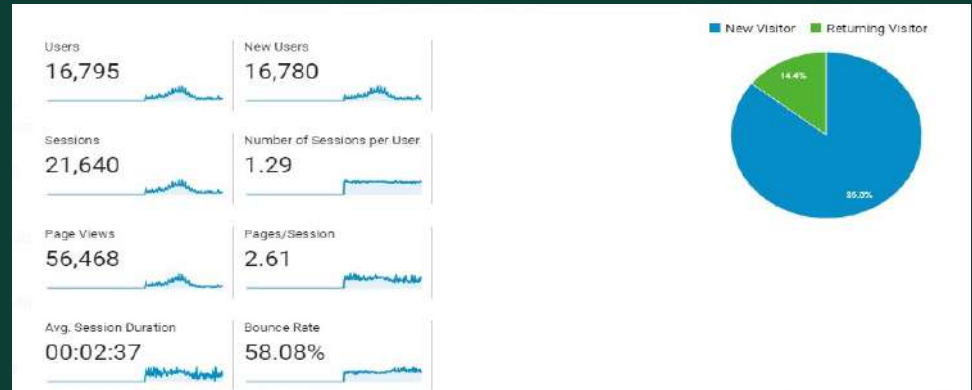 New Visitor Returning Visitor
Users New Users
16,795 16,780
14.4%
Sessions Number of Sessions per User
21,640 1.29
Page Views Pages/Session
56,468 2.61
Avg. Session Duration Bounce Rate
00:02:37 58.08%